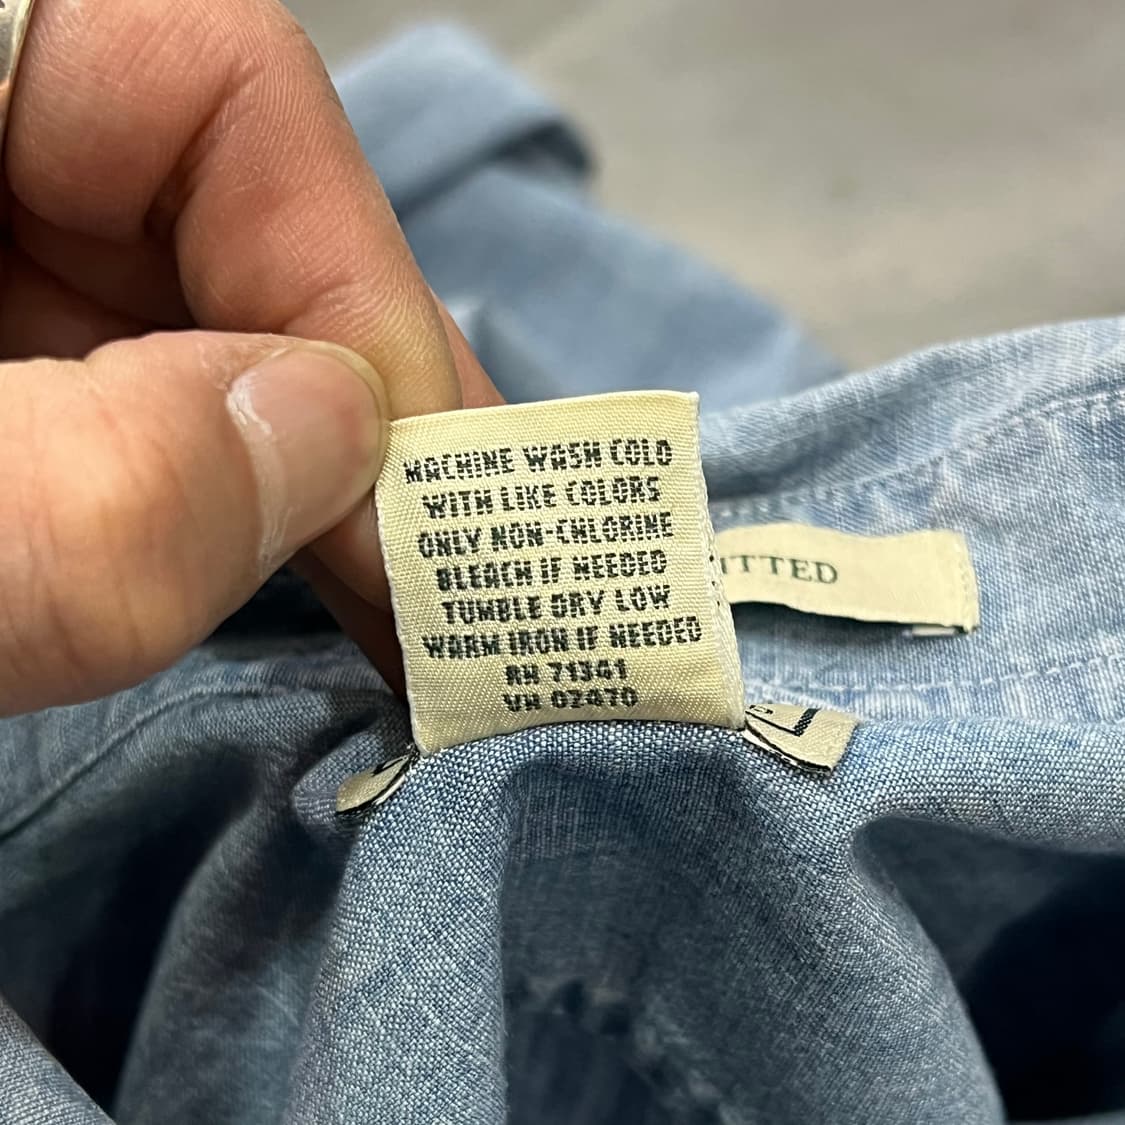 MACHINE WASH COLD
WITH LIKE COLORS
ONLY NON-CHLORINE
BLEACH IF NEEDED
TUMBLE DRY LOW
WARM IRON IF NEEDED
RN 71341
VN 02470
ITTED